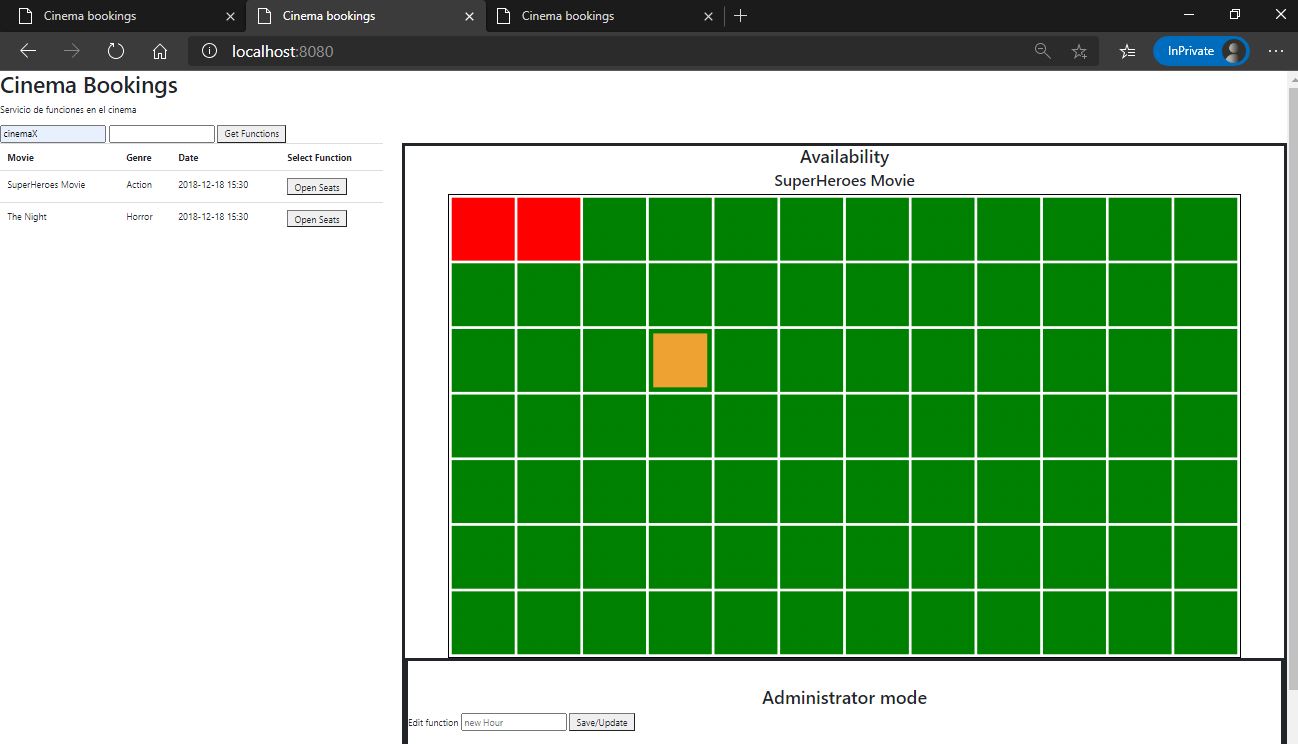 Cinema bookings
Cinema bookings
Cinema bookings
localhost:8080
InPrivate
Cinema Bookings
Servicio de funciones en el cinema
cinemaX
Get Functions
Movie Genre Date Select Function
SuperHeroes Movie Action 2018-12-18 15:30 Open Seats
The Night Horror 2018-12-18 15:30 Open Seats
Availability
SuperHeroes Movie
Administrator mode
Edit function new Hour Save/Update